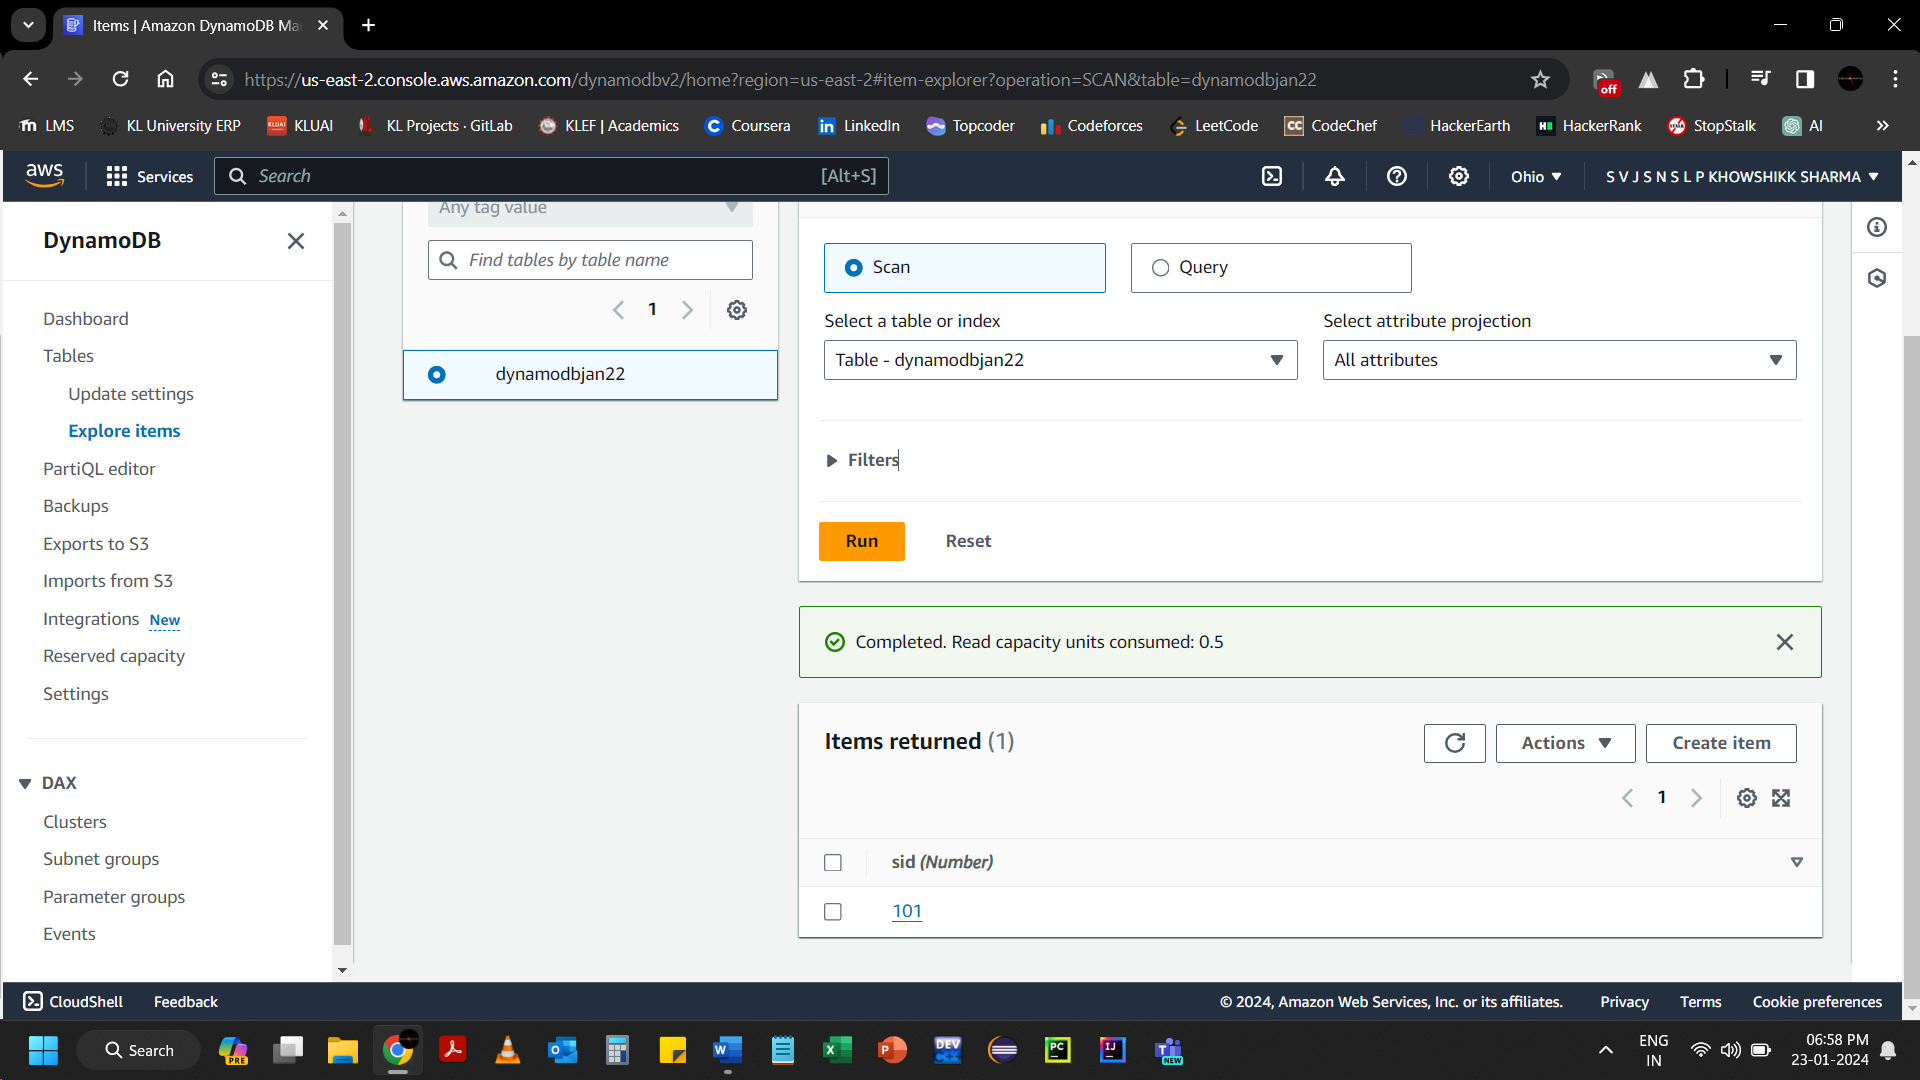 Items | Amazon DynamoDB Ma
https://us-east-2.console.aws.amazon.com/dynamodbv2/home?region=us-east-2#item-explorer?operation=SCAN&table=dynamodbjan22
off
LMS KL University ERP KLUAI KL Projects · GitLab KLEF | Academics Coursera LinkedIn Topcoder Codeforces LeetCode CodeChef HackerEarth HackerRank StopStalk AI
aws Services Search [Alt+S] Ohio S V J S N S L P KHOWSHIKK SHARMA
DynamoDB
Dashboard
Tables
Update settings
Explore items
PartiQL editor
Backups
Exports to S3
Imports from S3
Integrations New
Reserved capacity
Settings
DAX
Clusters
Subnet groups
Parameter groups
Events
Any tag value
Find tables by table name
1
dynamodbjan22
Scan Query
Select a table or index Select attribute projection
Table - dynamodbjan22 All attributes
Filters
Run Reset
Completed. Read capacity units consumed: 0.5
Items returned (1) Actions Create item
1
sid (Number)
101
CloudShell Feedback © 2024, Amazon Web Services, Inc. or its affiliates. Privacy Terms Cookie preferences
Search
ENG
IN
06:58 PM
23-01-2024